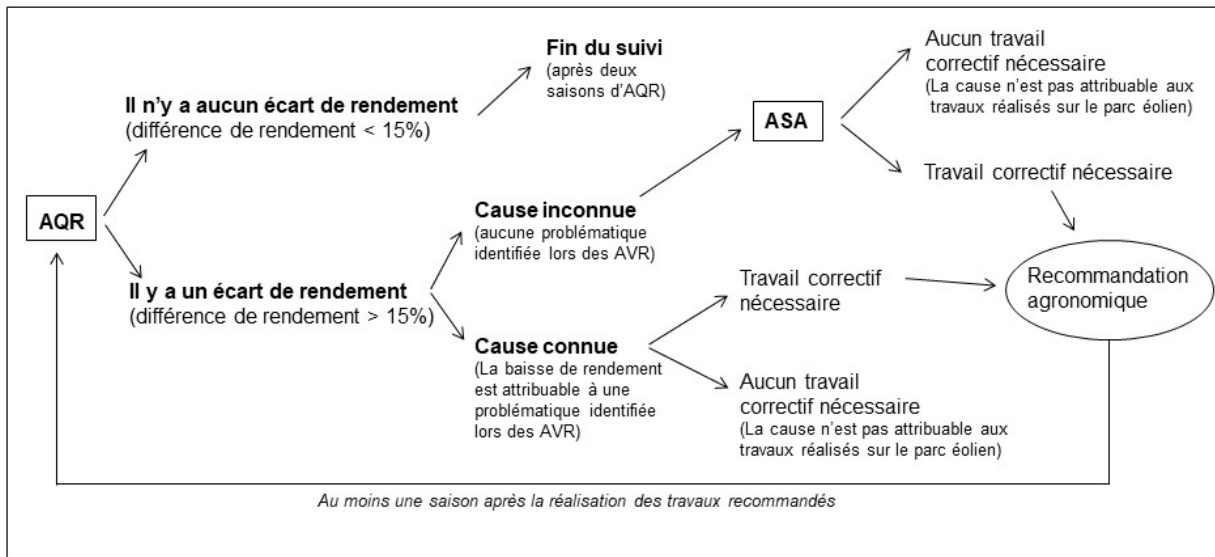 AQR
Il n'y a aucun écart de rendement
(différence de rendement < 15%)
Fin du suivi
(après deux
saisons d'AQR)
Il y a un écart de rendement
(différence de rendement > 15%)
Cause inconnue
(aucune problématique
identifiée lors des AVR)
ASA
Aucun travail
correctif nécessaire
(La cause n'est pas attribuable aux
travaux réalisés sur le parc éolien)
Travail correctif nécessaire
Cause connue
(La baisse de rendement
est attribuable à une
problématique identifiée
lors des AVR)
Travail correctif
nécessaire
Aucun travail
correctif nécessaire
(La cause n'est pas attribuable aux
travaux réalisés sur le parc éolien)
Recommandation
agronomique
Au moins une saison après la réalisation des travaux recommandés